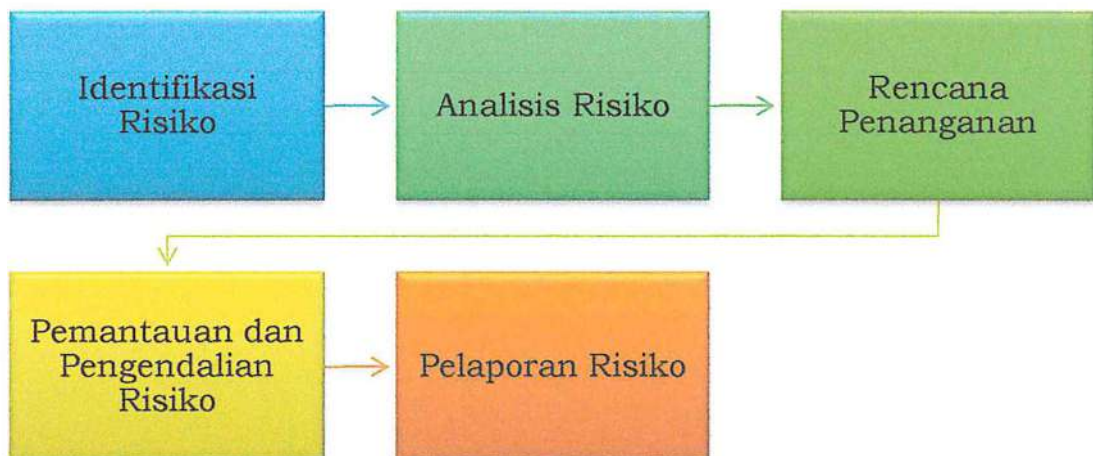 Identifikasi
Risiko
Analisis Risiko
Rencana
Penanganan
Pemantauan dan
Pengendalian
Risiko
Pelaporan Risiko